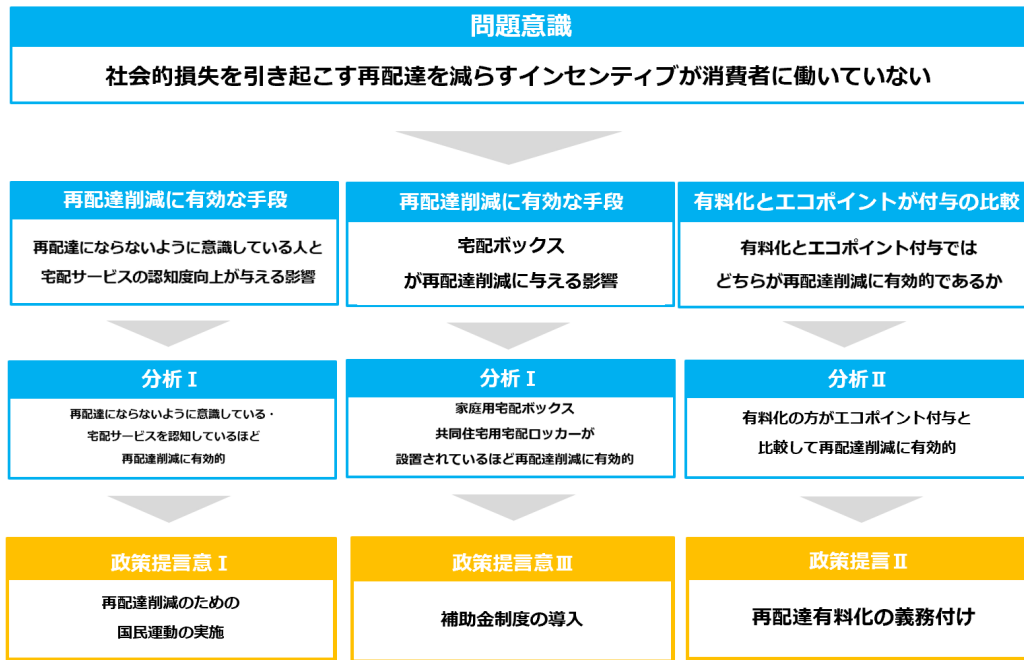 問題意識
社会的損失を引き起こす再配達を減らすインセンティブが消費者に働いていない
再配達削減に有効な手段
再配達にならないように意識している人と
宅配サービスの認知度向上が与える影響
再配達削減に有効な手段
宅配ボックス
が再配達削減に与える影響
有料化とエコポイントが付与の比較
有料化とエコポイント付与では
どちらが再配達削減に有効的であるか
分析Ⅰ
再配達にならないように意識している・
宅配サービスを認知しているほど
再配達削減に有効的
分析Ⅰ
家庭用宅配ボックス
共同住宅用宅配ロッカーが
設置されているほど再配達削減に有効的
分析Ⅱ
有料化の方がエコポイント付与と
比較して再配達削減に有効的
政策提言意Ⅰ
再配達削減のための
国民運動の実施
政策提言意Ⅲ
補助金制度の導入
政策提言Ⅱ
再配達有料化の義務付け